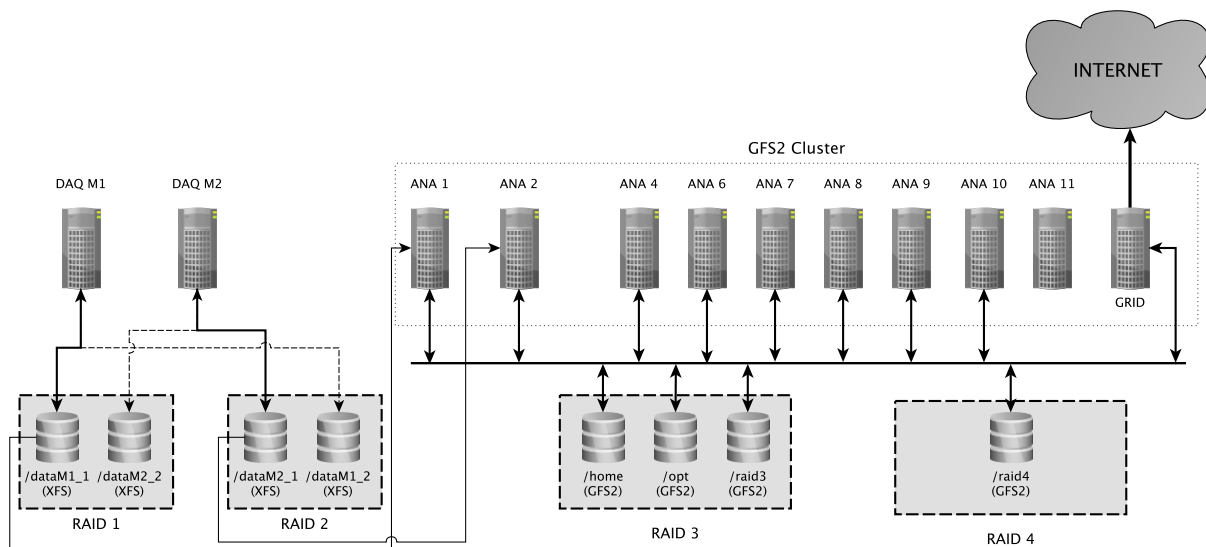 INTERNET
GFS2 Cluster
DAQ M1
DAQ M2
ANA 1
ANA 2
ANA 4
ANA 6
ANA 7
ANA 8
ANA 9
ANA 10
ANA 11
GRID
/dataM1_1
(XFS)
/dataM2_2
(XFS)
/dataM2_1
(XFS)
/dataM1_2
(XFS)
/home
(GFS2)
/opt
(GFS2)
/raid3
(GFS2)
/raid4
(GFS2)
RAID 1
RAID 2
RAID 3
RAID 4